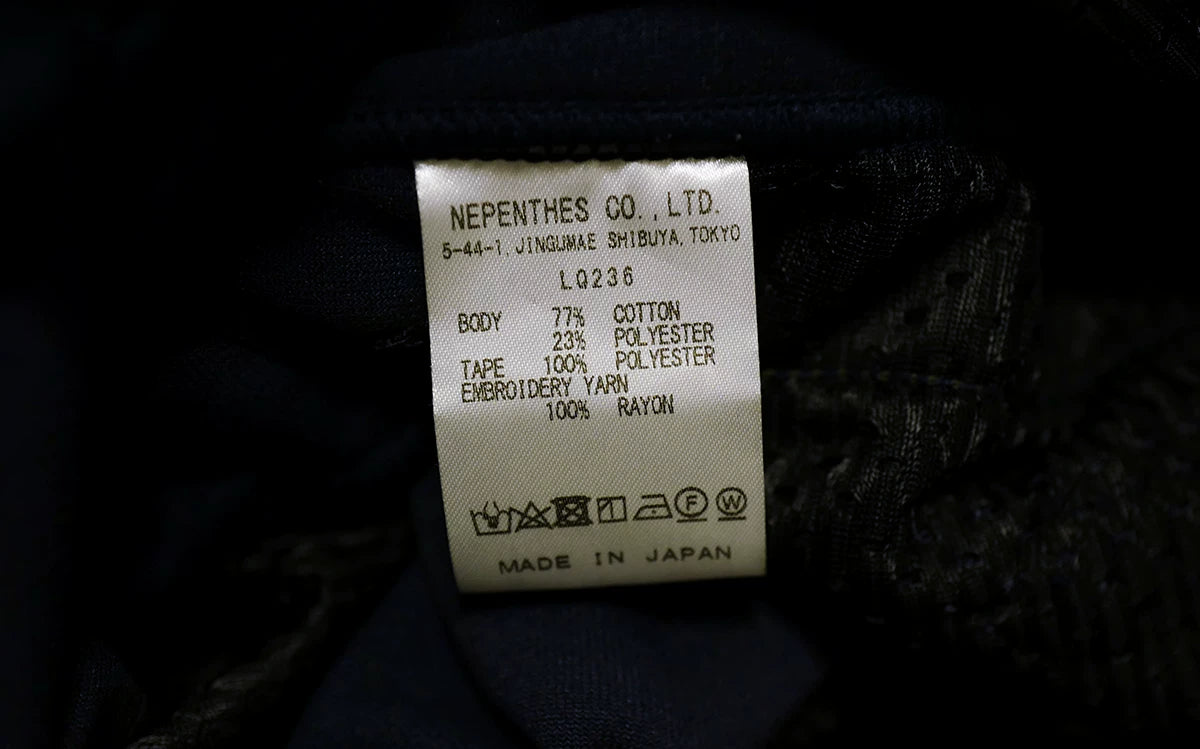 NEPENTHES CO.,LTD.
5-44-1,JINGUMAE SHIBUYA,TOKYO
LQ236
BODY 77% COTTON
23% POLYESTER
TAPE 100% POLYESTER
EMBROIDERY YARN
100% RAYON
F W
MADE IN JAPAN